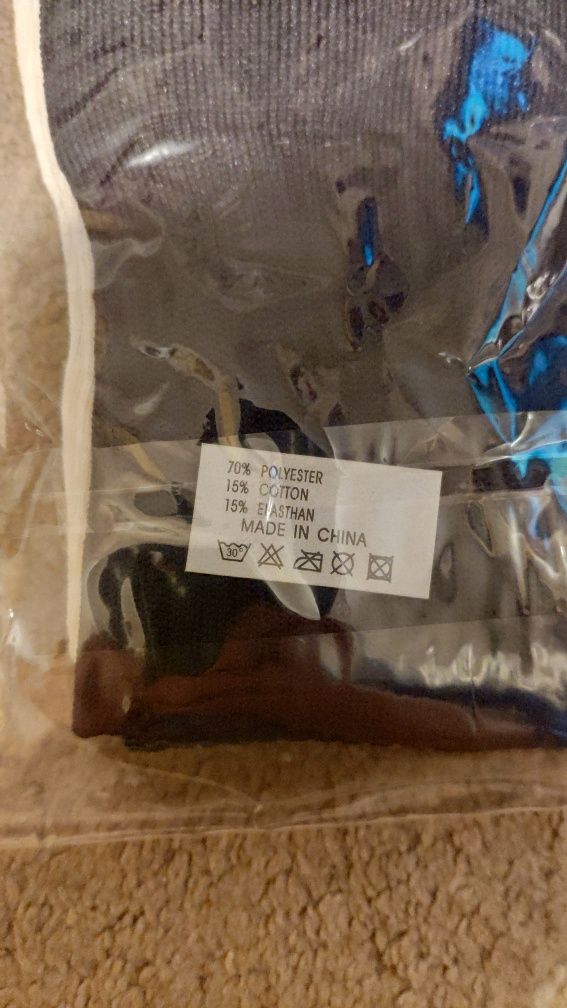 70% POLYESTER
15% COTTON
15% ELASTHAN
MADE IN CHINA
30°